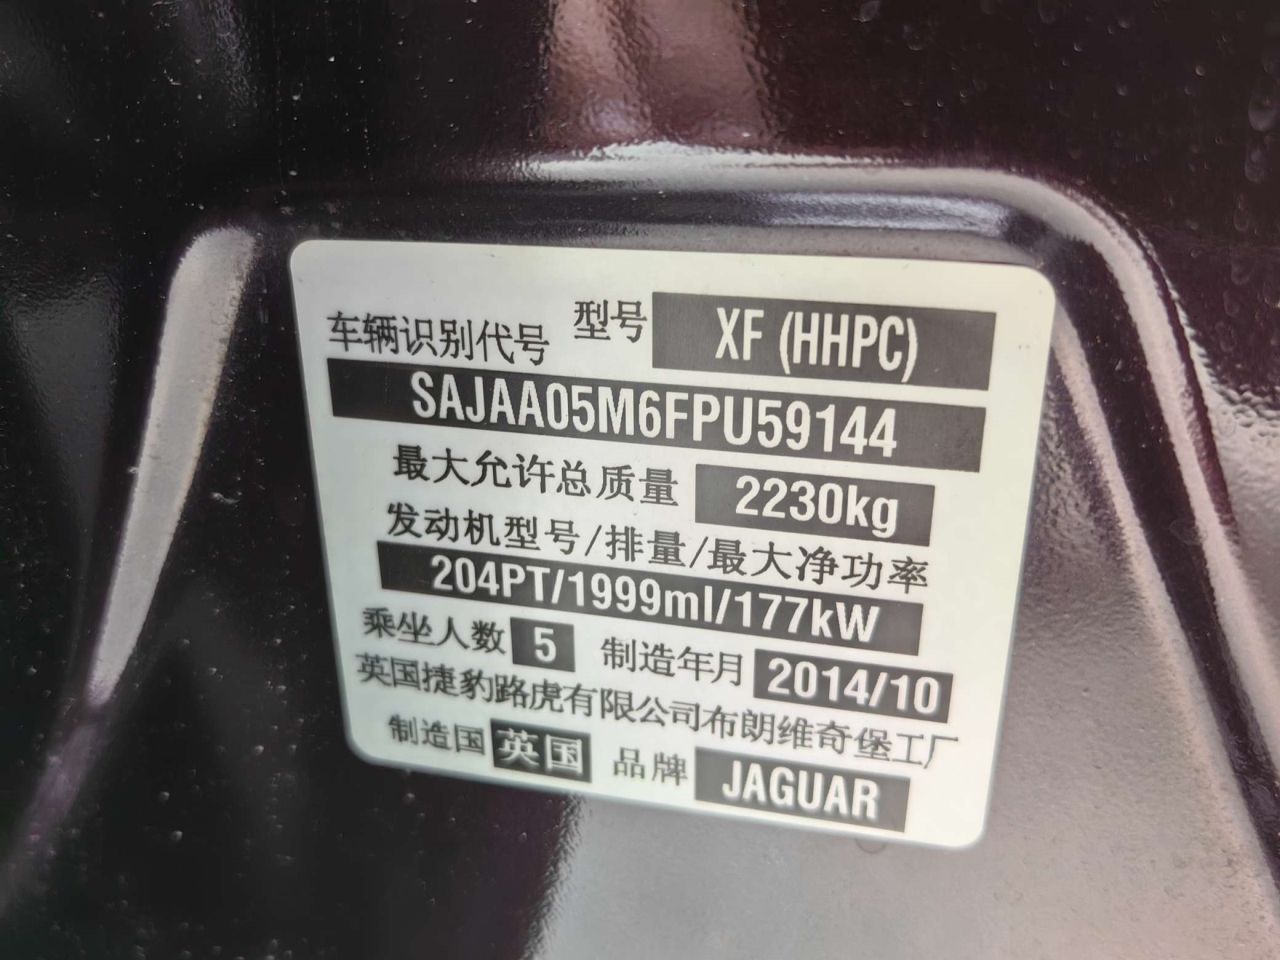 型号 XF (HHPC)
车辆识别代号
SAJAA05M6FPU59144
最大允许总质量 2230kg
发动机型号/排量/最大净功率
204PT/1999ml/177kW
乘坐人数 5 制造年月 2014/10
英国捷豹路虎有限公司布朗维奇堡工厂
制造国 英国 品牌 JAGUAR